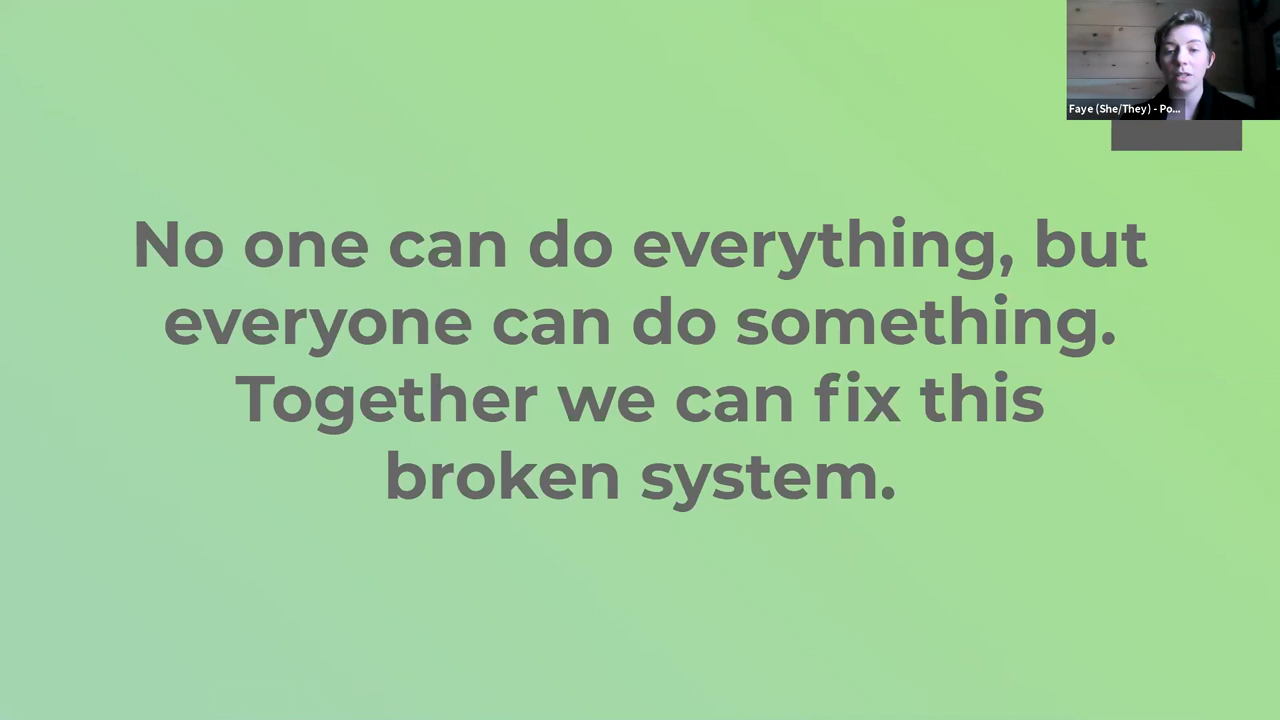 Faye (She/They) - Po...
No one can do everything, but
everyone can do something.
Together we can fix this
broken system.